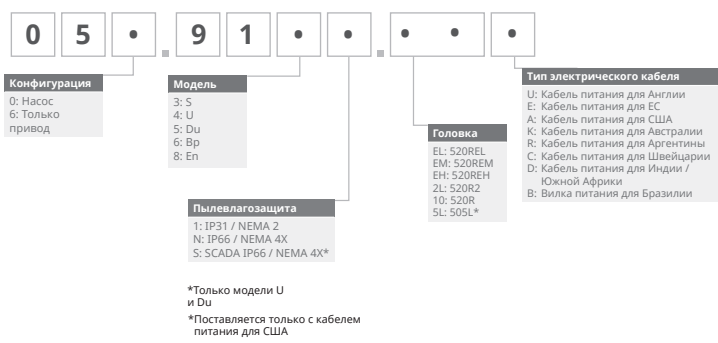 05•.91••.•••
Конфигурация
0: Насос
6: Только
привод
Модель
3: S
4: U
5: Du
6: Bp
8: En
Пылевлагозащита
1: IP31 / NEMA 2
N: IP66 / NEMA 4X
S: SCADA IP66 / NEMA 4X*
Головка
EL: 520REL
EM: 520REM
EH: 520REH
2L: 520R2
10: 520R
5L: 505L*
Тип электрического кабеля
U: Кабель питания для Англии
E: Кабель питания для ЕС
A: Кабель питания для США
K: Кабель питания для Австралии
R: Кабель питания для Аргентины
C: Кабель питания для Швейцарии
D: Кабель питания для Индии /
Южной Африки
B: Вилка питания для Бразилии
*Только модели U
и Du
*Поставляется только с кабелем
питания для США